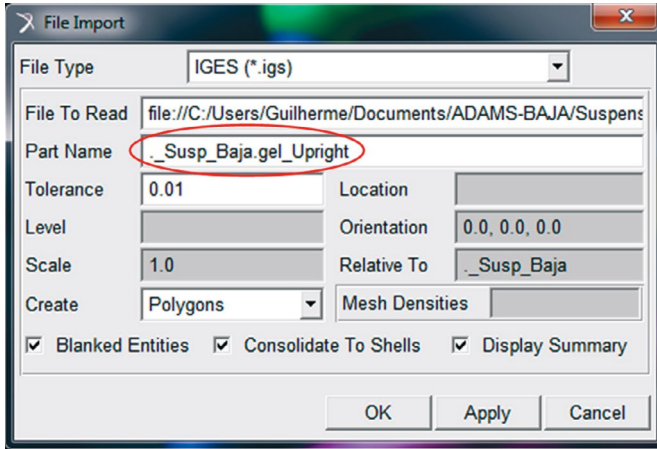 File Import
File Type IGES (*.igs)
File To Read file://C:/Users/Guilherme/Documents/ADAMS-BAJA/Suspens
Part Name ._Susp_Baja.gel_Upright
Tolerance 0.01 Location
Level Orientation 0.0, 0.0, 0.0
Scale 1.0 Relative To ._Susp_Baja
Create Polygons Mesh Densities
Blanked Entities Consolidate To Shells Display Summary
OK Apply Cancel